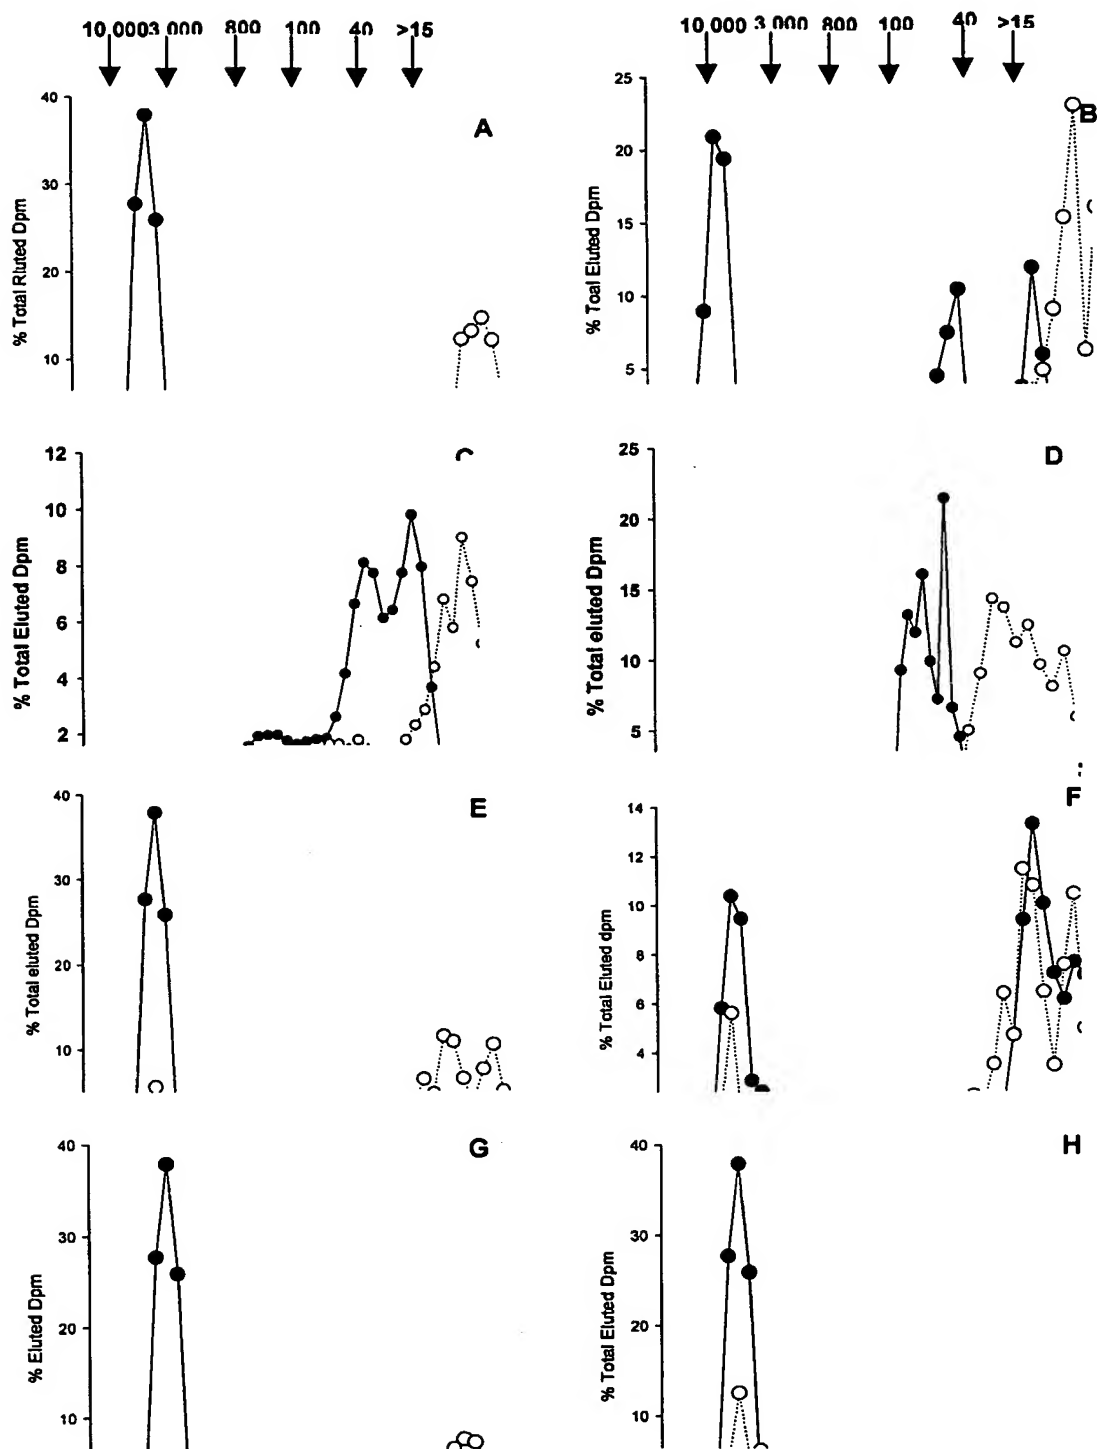 10,000 3,000 800 100 40 >15
10,000 3,000 800 100 40 >15
A
% Total Rluted Dpm
40
30
20
10
B
% Toal Eluted Dpm
25
20
15
10
5
C
% Total Eluted Dpm
12
10
8
6
4
2
D
% Total eluted Dpm
25
20
15
10
5
E
% Total eluted Dpm
40
30
20
10
F
% Total Eluted dpm
14
12
10
8
6
4
G
% Eluted Dpm
40
30
20
10
H
% Total Eluted Dpm
40
30
20
10